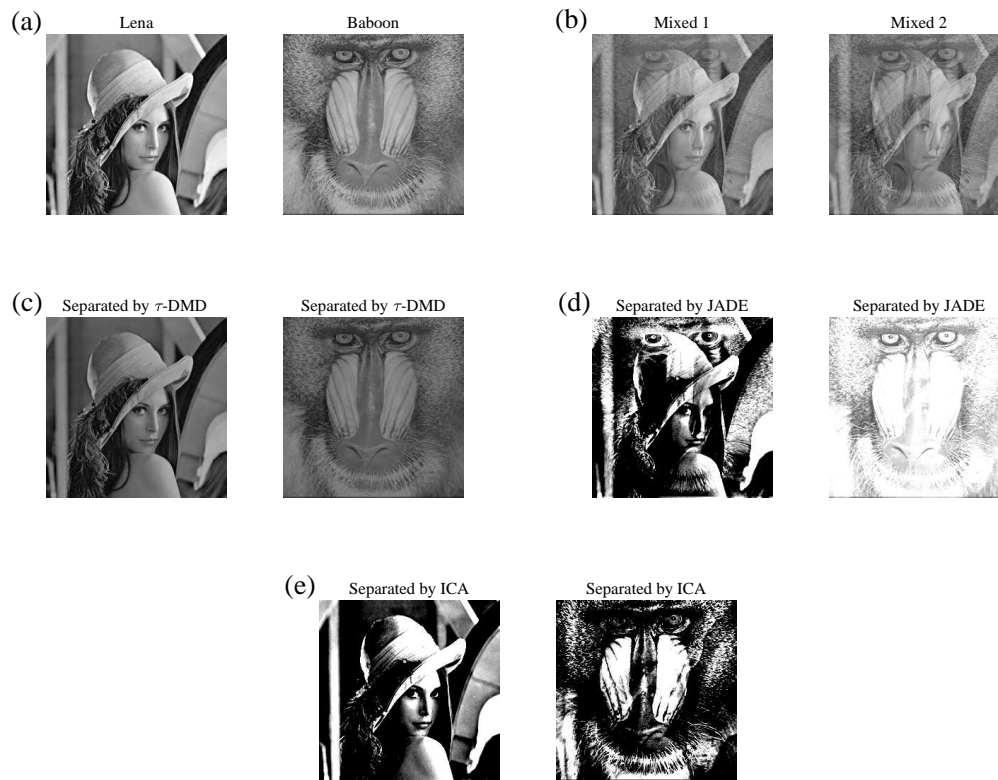 (a)
Lena
Baboon
(b)
Mixed 1
Mixed 2
(c)
Separated by τ-DMD
Separated by τ-DMD
(d)
Separated by JADE
Separated by JADE
(e)
Separated by ICA
Separated by ICA